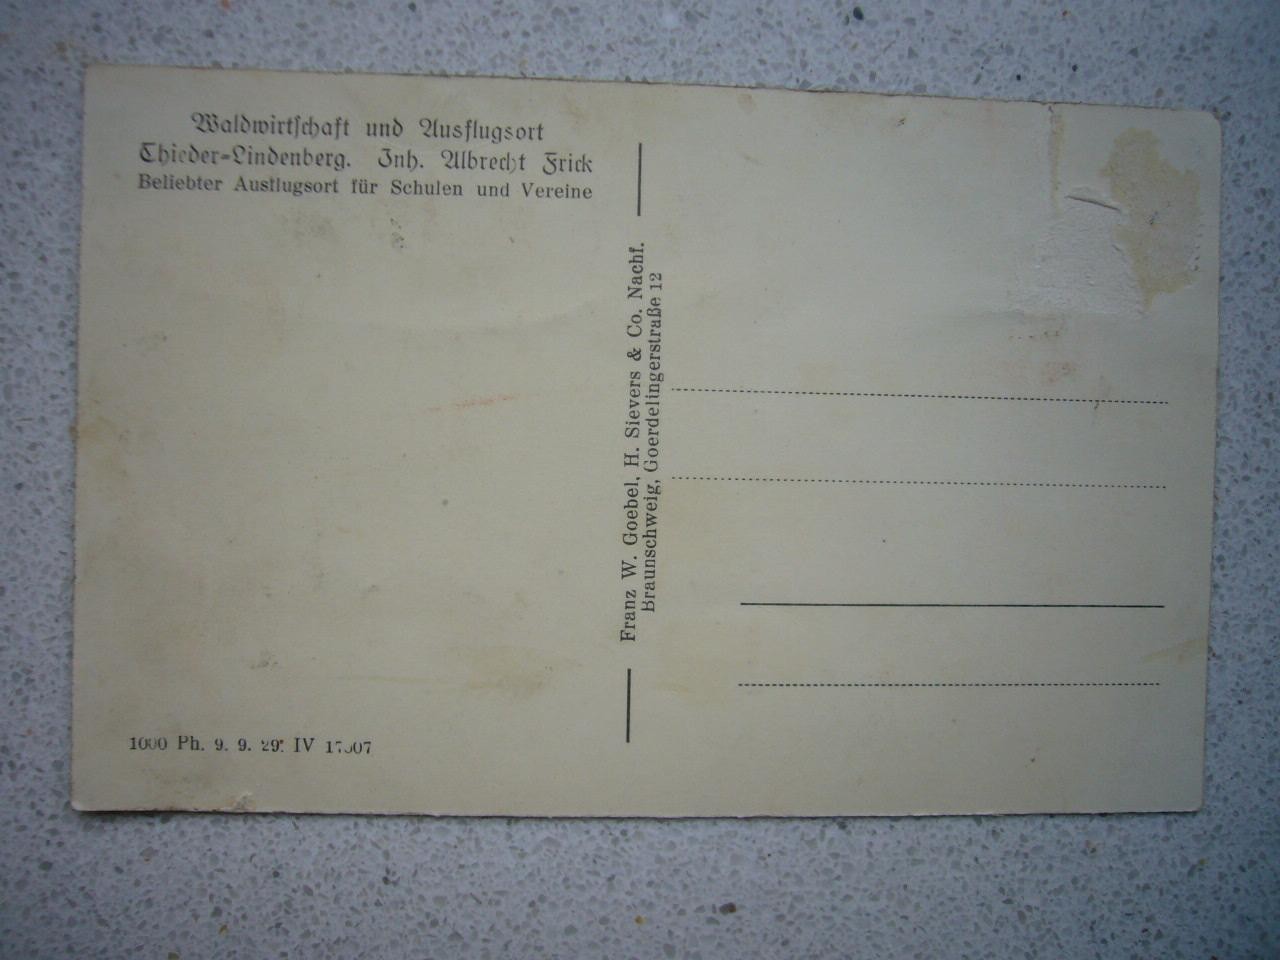 Waldwirtſchaft und Ausflugsort
Thieder-Lindenberg. Inh. Albrecht Frick
Beliebter Ausflugsort für Schulen und Vereine
Franz W. Goebel, H. Sievers & Co. Nachf.
Braunschweig, Goerdelingerstraße 12
1000 Ph. 9. 9. 29. IV